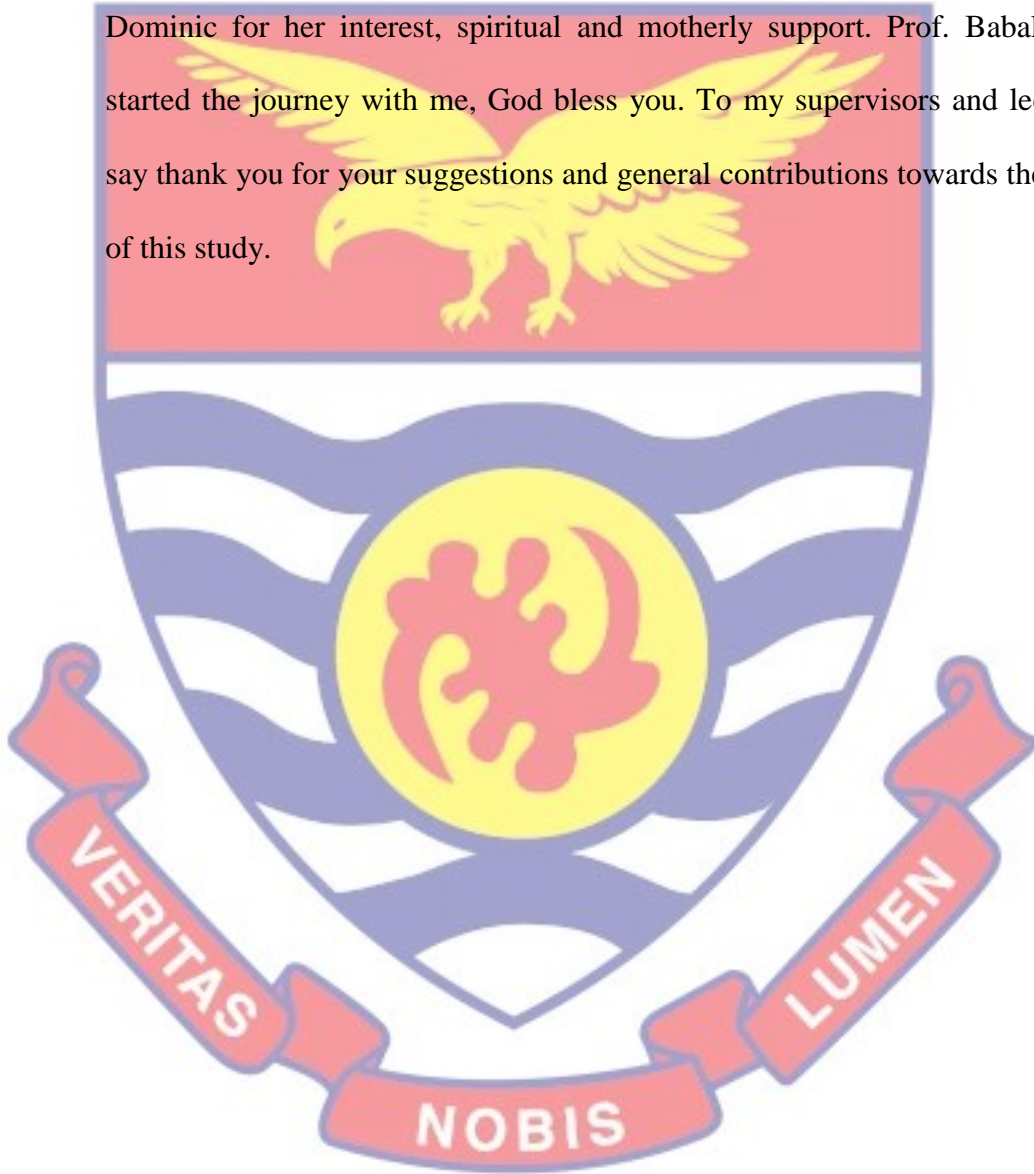 Dominic for her interest, spiritual and motherly support. Prof.
started the journey with me, God bless you. To my supervisors and
say thank you for your suggestions and general contributions towards
of this study.
VERITAS
NOBIS
LUMEN